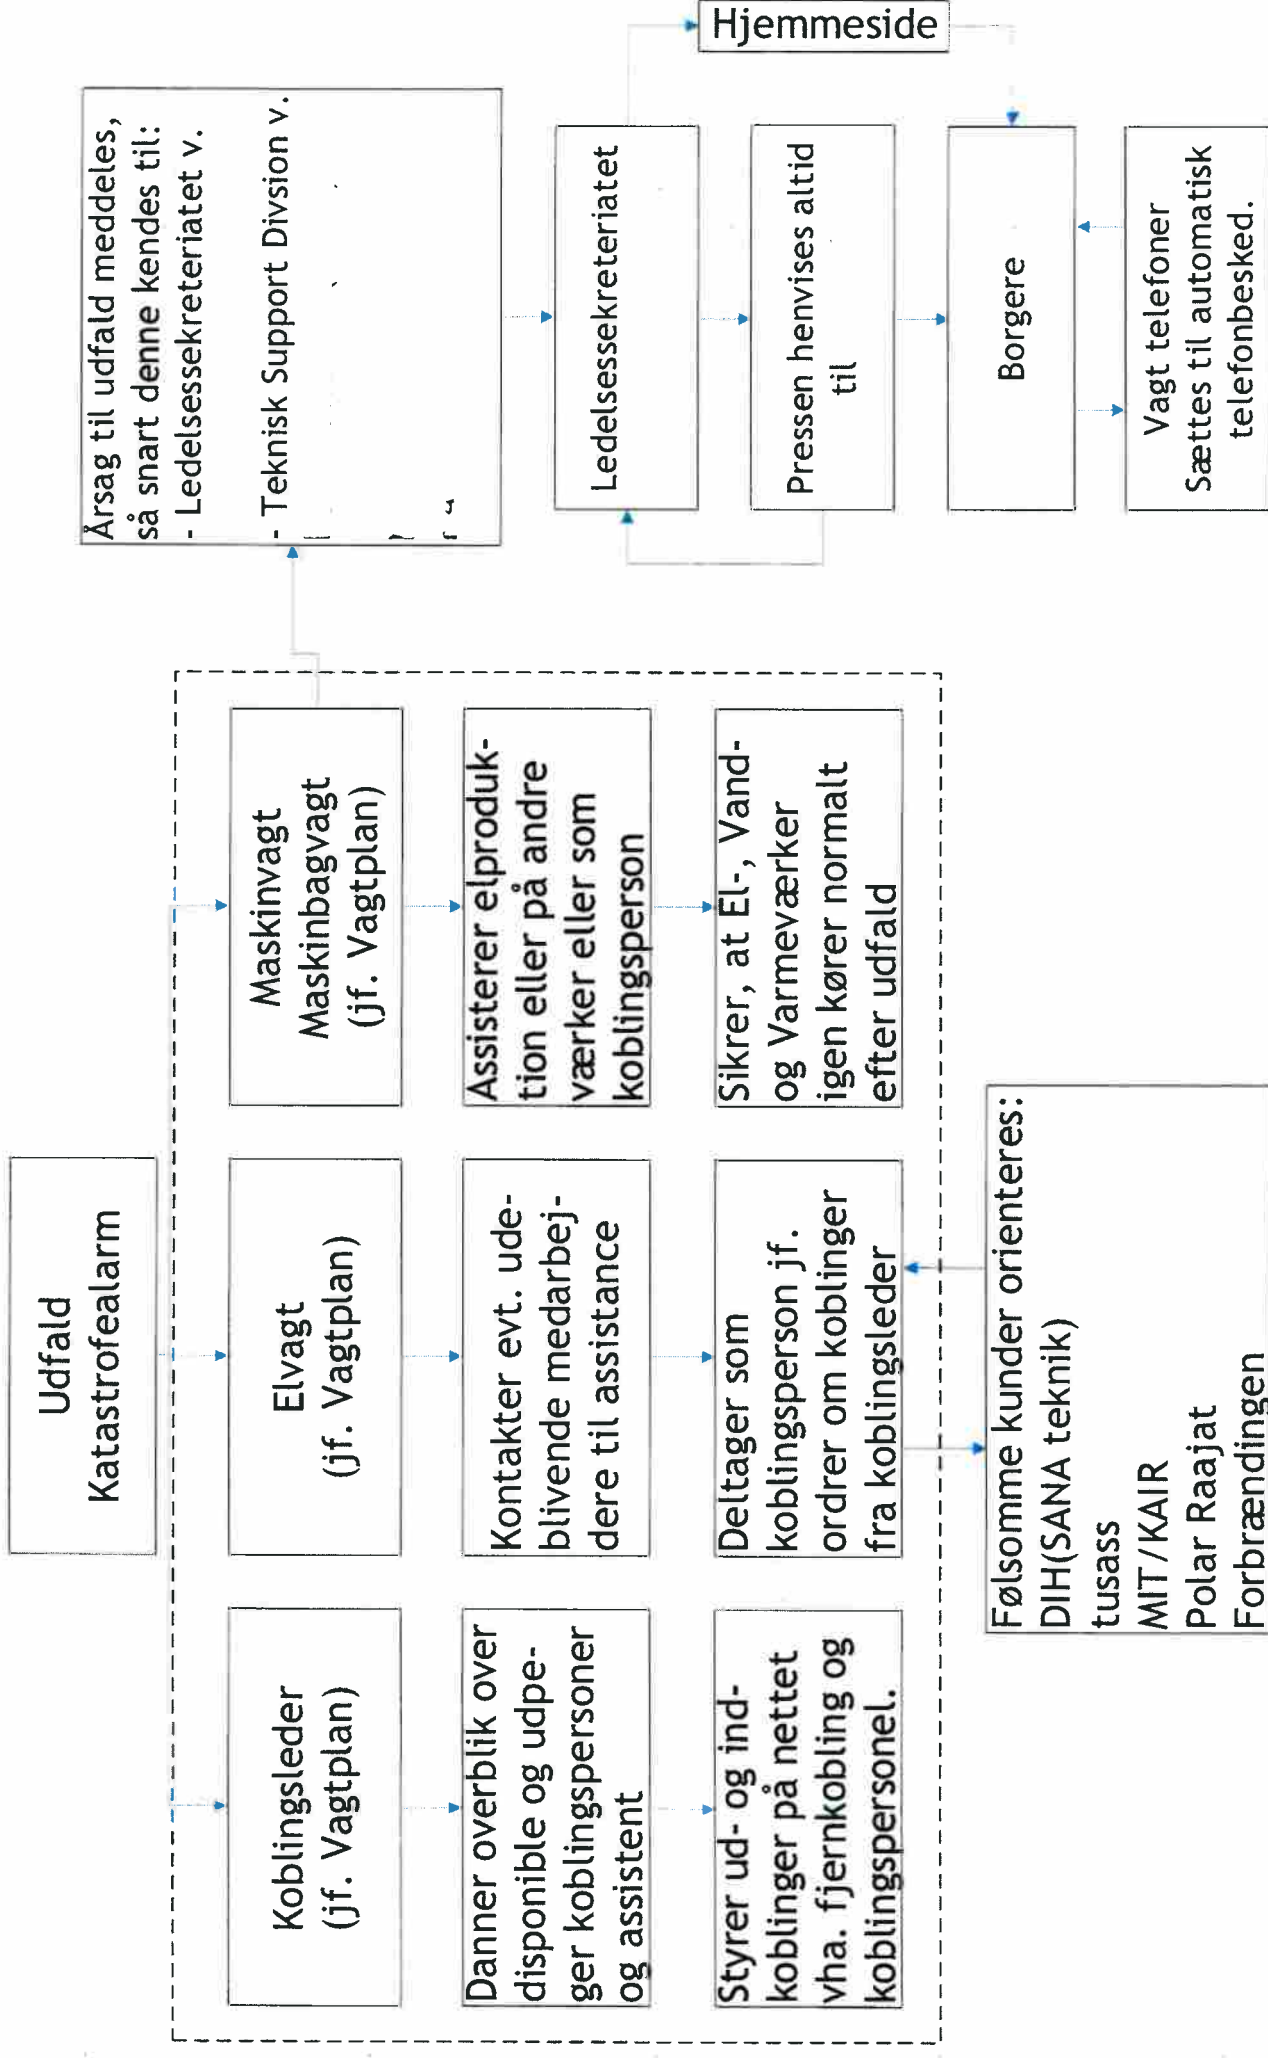 Udfald
Katastrofealarm
Koblingsleder
(jf. Vagtplan)
Danner overblik over
disponible og udpe-
ger koblingspersoner
og assistent
Styrer ud- og ind-
koblinger på nettet
vha. fjernkobling og
koblingspersonel.
Elvagt
(jf. Vagtplan)
Kontakter evt. ude-
blivende medarbej-
dere til assistance
Deltager som
koblingsperson jf.
ordrer om koblinger
fra koblingsleder
Maskinvagt
Maskinbagvagt
(jf. Vagtplan)
Assisterer elproduk-
tion eller på andre
værker eller som
koblingsperson
Sikrer, at El-, Vand-
og Varmeværker
igen kører normalt
efter udfald
Følsomme kunder orienteres:
DIH(SANA teknik)
tusass
MIT/KAIR
Polar Raajat
Forbrændingen
Årsag til udfald meddeles,
så snart denne kendes til:
- Ledelsessekreteriatet v.
- Teknisk Support Divsion v.
Ledelsessekreteriatet
Hjemmeside
Pressen henvises altid
til
Borgere
Vagt telefoner
Sættes til automatisk
telefonbesked.